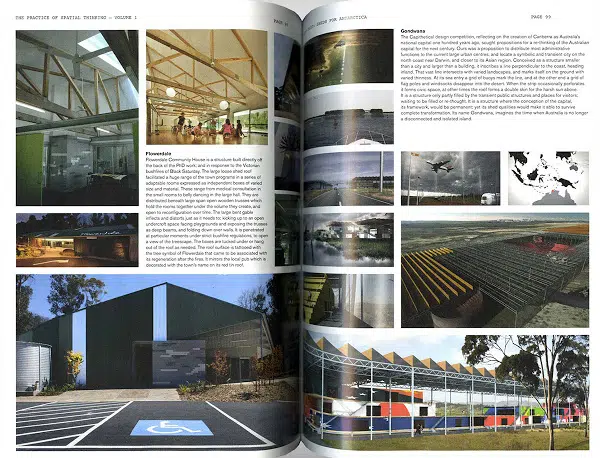 THE PRACTICE OF SPATIAL THINKING – VOLUME 1
Flowerdale
Flowerdale Community House is a structure built directly off
the back of the PHD work, and in response to the Victorian
bushfires of Black Saturday. The large loose shed roof
facilitated a huge range of the town programs in a series of
adaptable rooms expressed as independent boxes of varied
size and material. These range from medical consultation in
the small rooms to belly dancing in the large hall. They are
distributed beneath large span open wooden trusses which
fold the rooms together under the volume they create, and
open to reconfiguration over time. The large bent gable
inflects and distorts just as it needs to; kicking up to an open
undercroft space facing playgrounds and exposing the trusses
as deep beams, and folding down over walls. It is penetrated
at particular moments under strict bushfire regulations, to open
a view of the treescape. The boxes are tucked under or hang
out of the roof as needed. The roof surface is tattooed with
the tree symbol of Flowerdale that came to be associated with
its regeneration after the fires. It mirrors the local pub which is
decorated with the town's name on its red tin roof.
FOR ANTARCTICA
PAGE 99
Gondwana
The Capithetical design competition, reflecting on the creation of Canberra as Australia's
national capital one hundred years ago, sought propositions for a re-thinking of the Australian
capital for the next century. Ours was a proposition to distribute most administrative
functions to the current large urban centres, and locate a symbolic and transient city on the
north coast near Darwin, and closer to its Asian region. Conceived as a structure smaller
than a city and larger than a building, it inscribes a line perpendicular to the coast, heading
inland. That vast line intersects with varied landscapes, and marks itself on the ground with
varied thinness. At its sea entry a grid of buoys mark the line, and at the other end a grid of
flag poles and windsocks disappear into the desert. When the strip occasionally perforates
it forms civic space, at other times the roof forms a double skin for the harsh sun above.
It is a structure only partly filled by the transient public structures and places for visitors;
waiting to be filled or re-thought. It is a structure where the conception of the capital,
its framework, would be permanent; yet its shed qualities would make it able to survive
complete transformation. Its name Gondwana, imagines the time when Australia is no longer
a disconnected and isolated island.